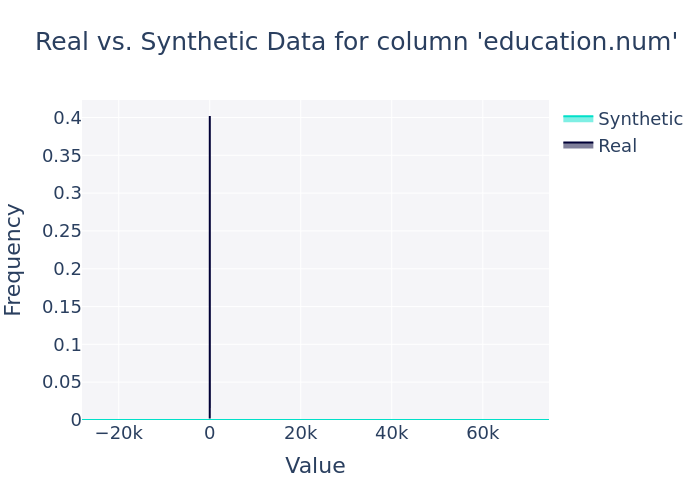 Real vs. Synthetic Data for column 'education.num'
Synthetic
Real
Frequency
0.4
0.35
0.3
0.25
0.2
0.15
0.1
0.05
0
−20k 0 20k 40k 60k
Value